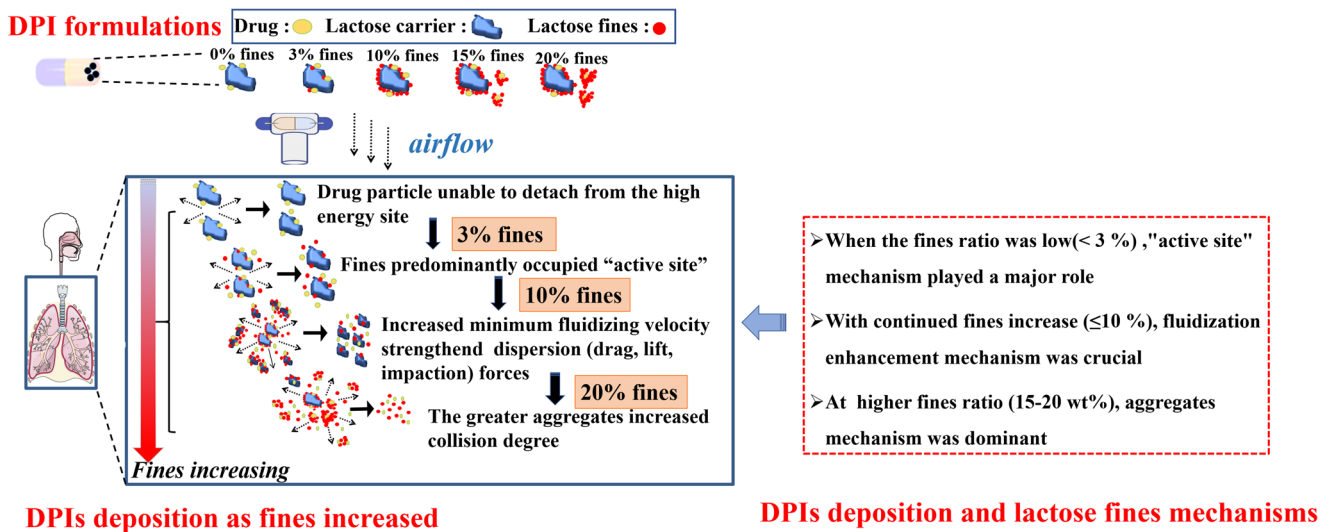 DPI formulations
Drug : Lactose carrier : Lactose fines :
0% fines 3% fines 10% fines 15% fines 20% fines
airflow
Drug particle unable to detach from the high
energy site
3% fines
Fines predominantly occupied “active site”
10% fines
Increased minimum fluidizing velocity
strengthend dispersion (drag, lift,
impaction) forces
20% fines
The greater aggregates increased
collision degree
Fines increasing
DPIs deposition as fines increased
➢When the fines ratio was low(< 3 %) ,"active site"
mechanism played a major role
➢With continued fines increase (≤10 %), fluidization
enhancement mechanism was crucial
➢At higher fines ratio (15-20 wt%), aggregates
mechanism was dominant
DPIs deposition and lactose fines mechanisms